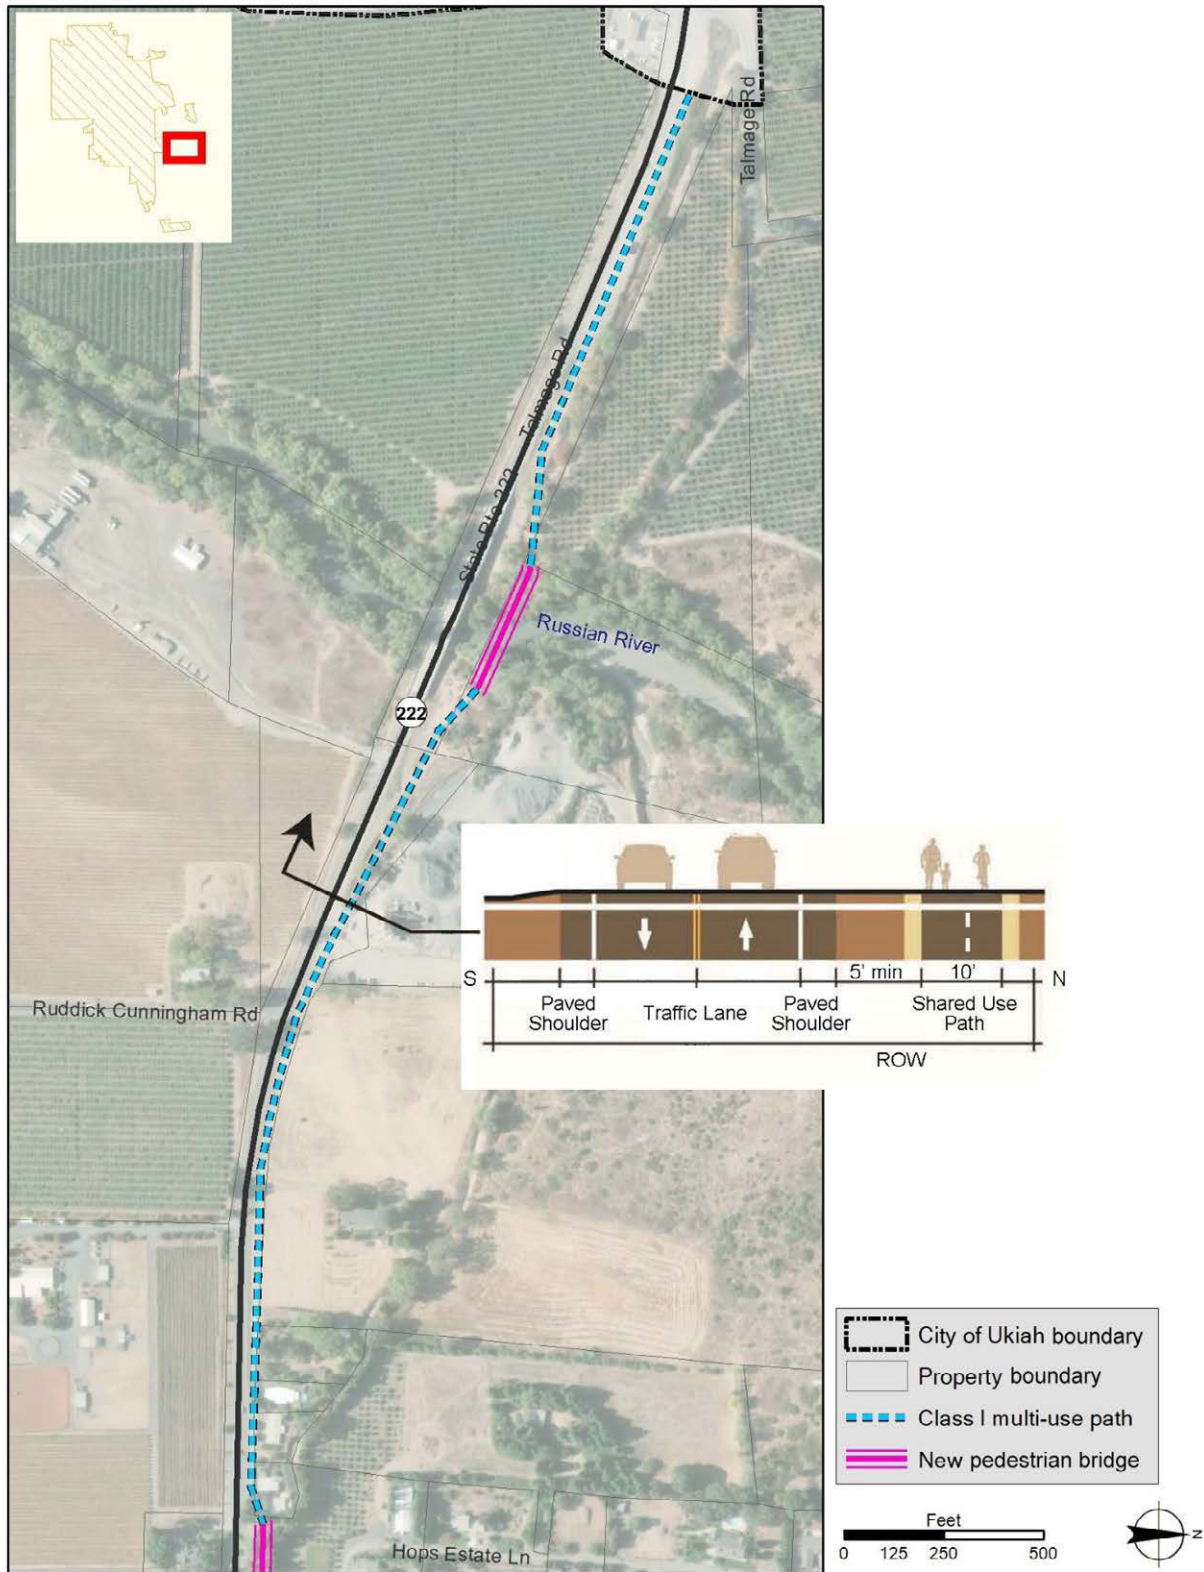 Talmage Rd
Talmage Rd
State Rte 222
Russian River
222
5' min
10'
S
N
Paved
Shoulder
Traffic Lane
Paved
Shoulder
Shared Use
Path
ROW
Ruddick Cunningham Rd
City of Ukiah boundary
Property boundary
Class I multi-use path
New pedestrian bridge
Feet
0 125 250 500
N
Hops Estate Ln